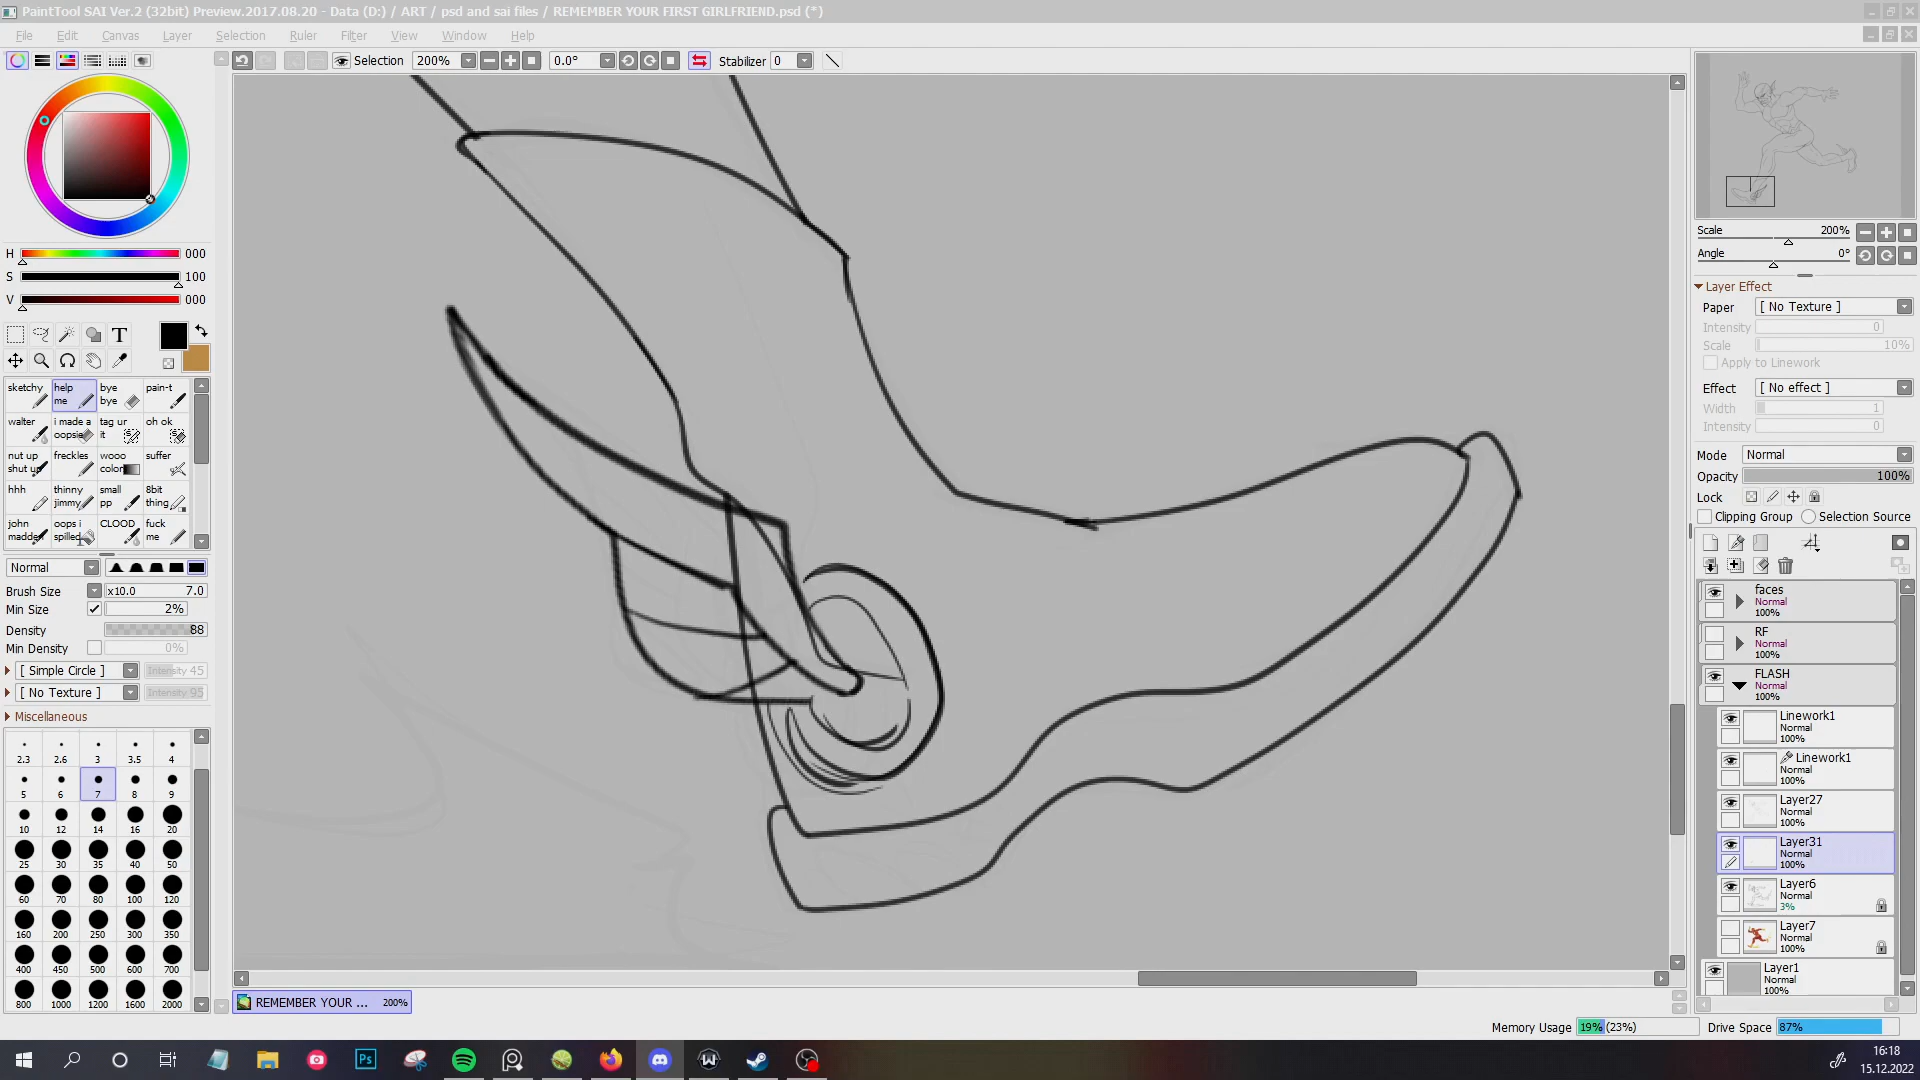 PaintTool SAI Ver.2 (32bit) Preview.2017.08.20 - Data (D:) / ART / psd and sai files / REMEMBER YOUR FIRST GIRLFRIEND.psd (*)
File Edit Canvas Layer Selection Ruler Filter View Window Help
Selection 200% 0.0° Stabilizer 0
H 000
S 100
V 000
T
sketchy help me bye bye pain-t
walter i made a oopsie tag ur it oh ok
nut up shut up freckles wooo color suffer
hhh thinny jimmy small pp 8bit thing
john madden oops i spilled CLOOD fuck me
Normal
Brush Size x10.0 7.0
Min Size 2%
Density 88
Min Density 0%
[ Simple Circle ] Intensity 45
[ No Texture ] Intensity 95
Miscellaneous
2.3 2.6 3 3.5 4
5 6 7 8 9
10 12 14 16 20
25 30 35 40 50
60 70 80 100 120
160 200 250 300 350
400 450 500 600 700
800 1000 1200 1600 2000
REMEMBER YOUR ... 200%
Scale 200%
Angle 0°
Layer Effect
Paper [ No Texture ]
Intensity 0
Scale 10%
Apply to Linework
Effect [ No effect ]
Width 1
Intensity 0
Mode Normal
Opacity 100%
Lock
Clipping Group Selection Source
faces
Normal
100%
RF
Normal
100%
FLASH
Normal
100%
Linework1
Normal
100%
Linework1
Normal
100%
Layer27
Normal
100%
Layer31
Normal
100%
Layer6
Normal
3%
Layer7
Normal
100%
Layer1
Normal
100%
Memory Usage 19% (23%) Drive Space 87%
Ps
16:18
15.12.2022